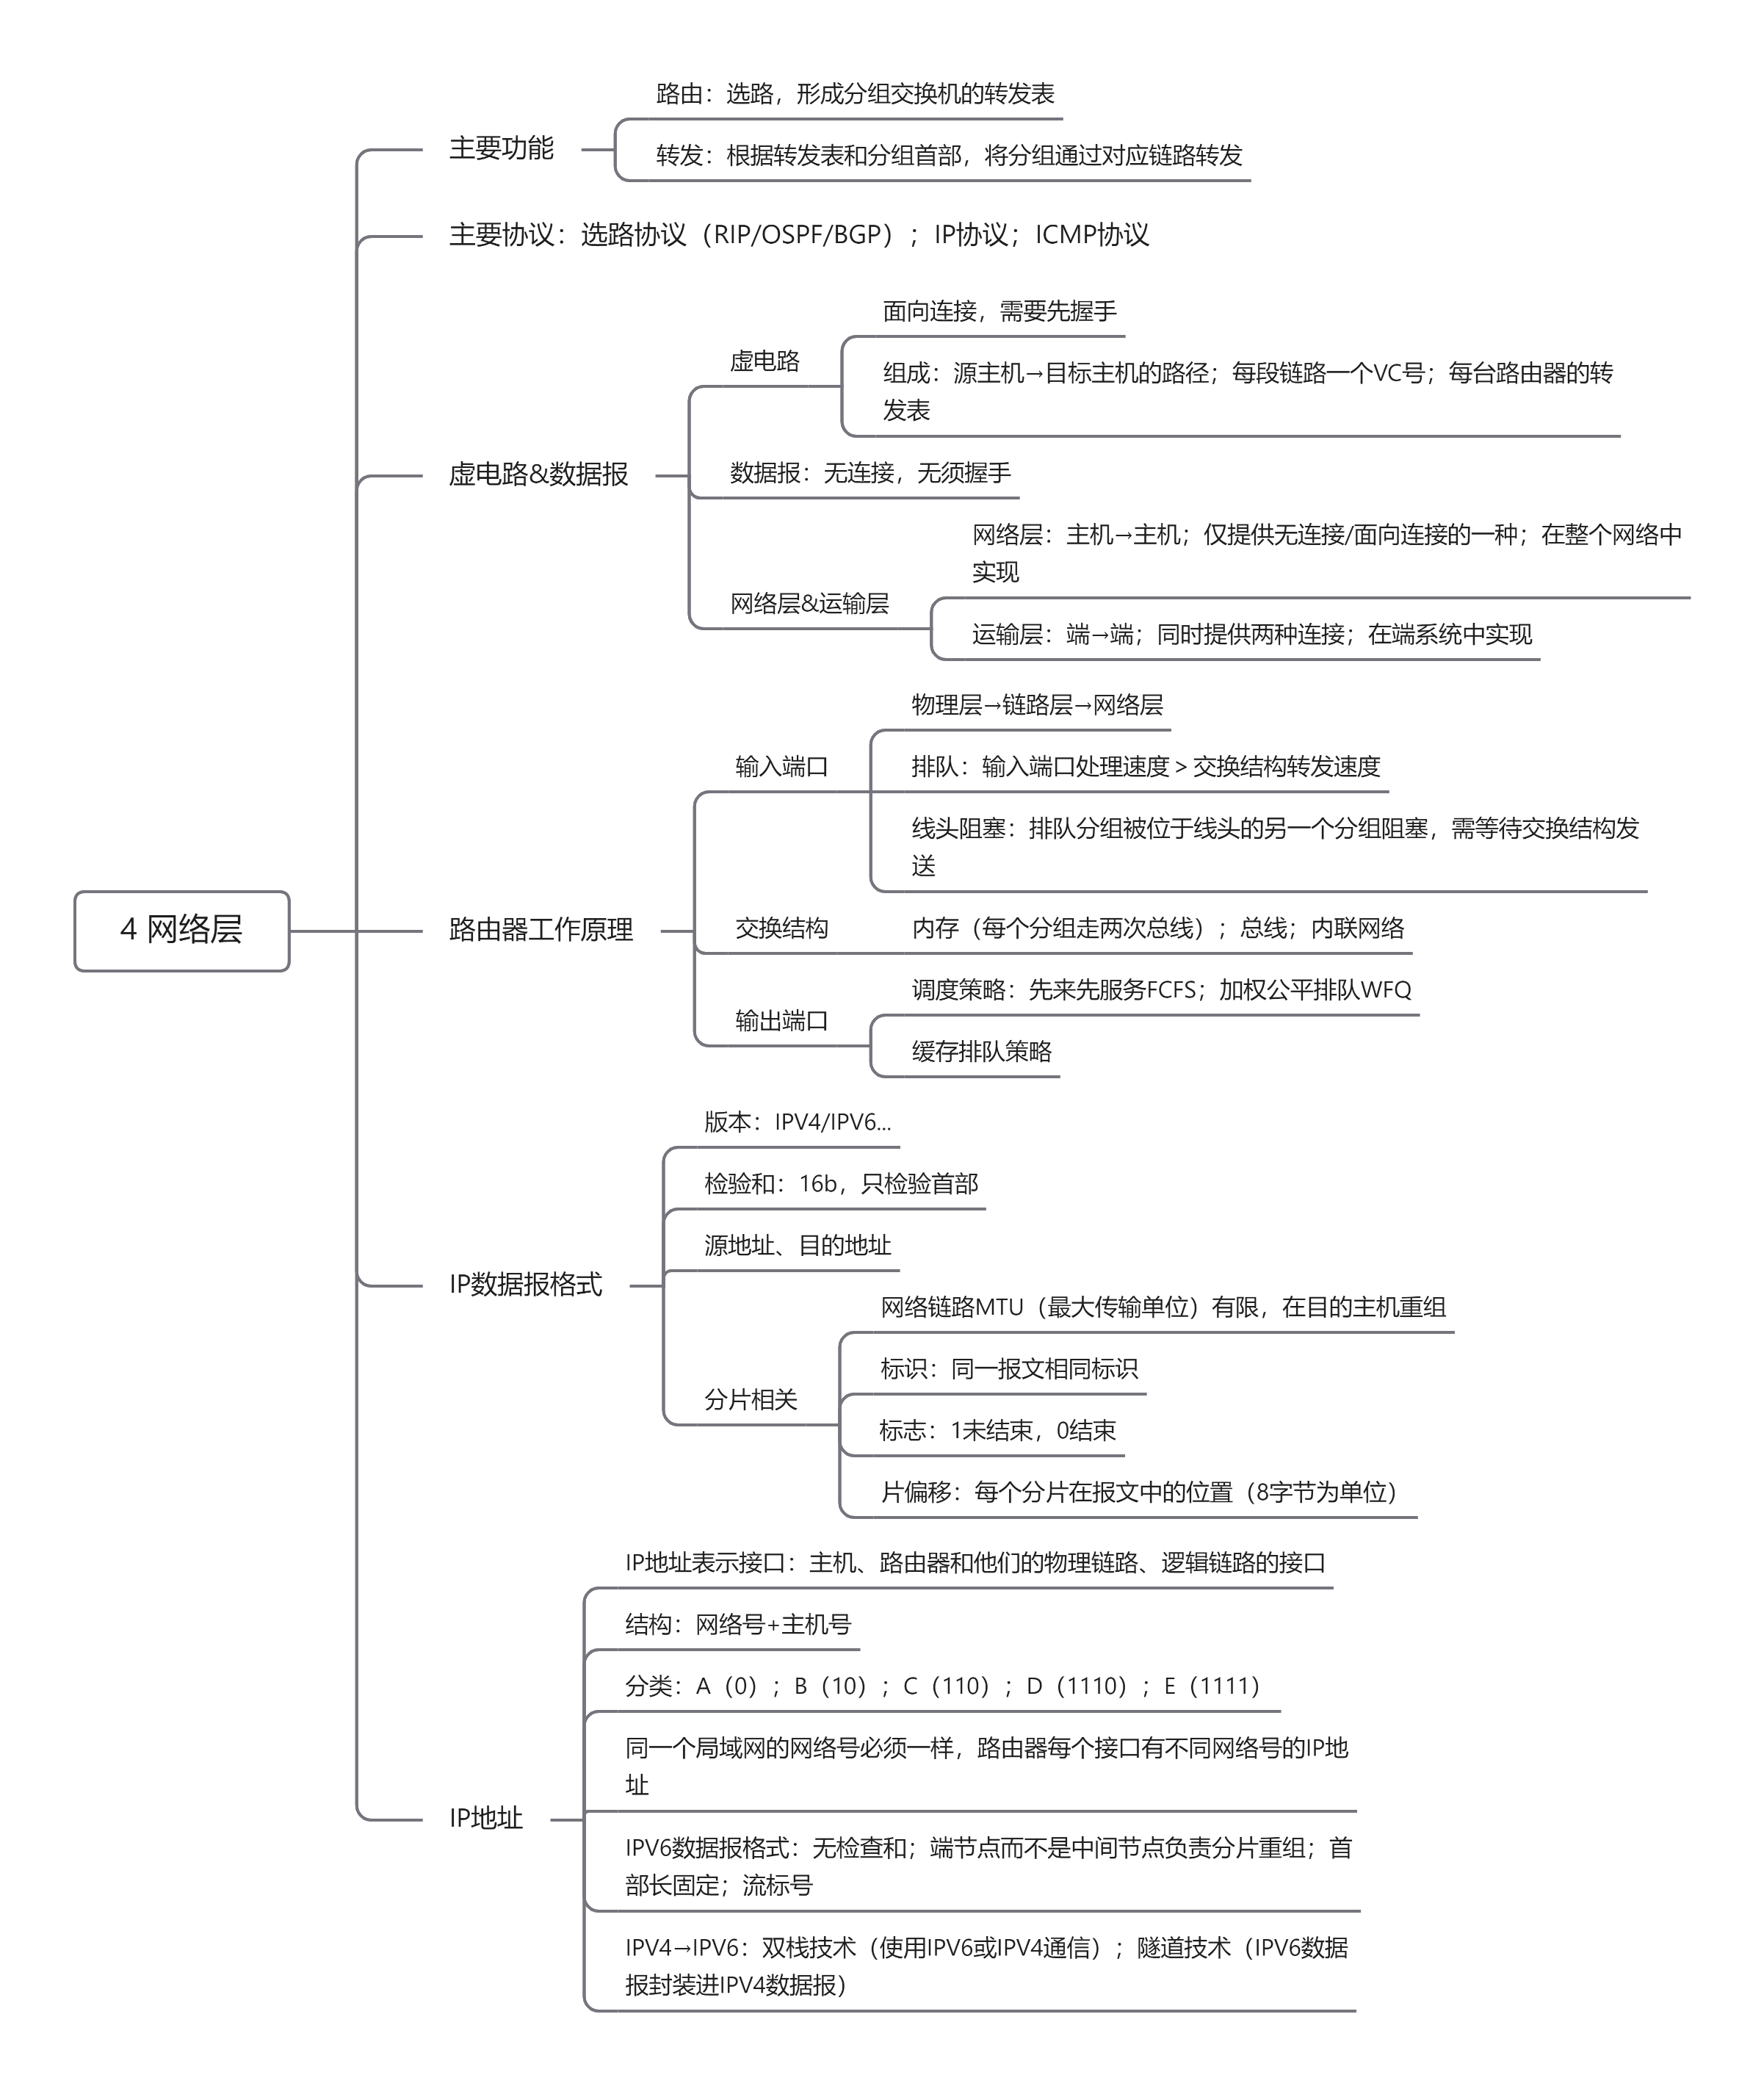 路由：选路，形成分组交换机的转发表
主要功能
转发：根据转发表和分组首部，将分组通过对应链路转发
主要协议：选路协议（RIP/OSPF/BGP）；IP协议；ICMP协议
面向连接，需要先握手
虚电路
组成：源主机→目标主机的路径；每段链路一个VC号；每台路由器的转
发表
虚电路&数据报
数据报：无连接，无须握手
网络层：主机→主机；仅提供无连接/面向连接的一种；在整个网络中
实现
网络层&运输层
运输层：端→端；同时提供两种连接；在端系统中实现
物理层→链路层→网络层
输入端口
排队：输入端口处理速度 > 交换结构转发速度
线头阻塞：排队分组被位于线头的另一个分组阻塞，需等待交换结构发
送
4 网络层
路由器工作原理
交换结构
内存（每个分组走两次总线）；总线；内联网络
调度策略：先来先服务FCFS；加权公平排队WFQ
输出端口
缓存排队策略
版本：IPV4/IPV6...
检验和：16b，只检验首部
源地址、目的地址
IP数据报格式
网络链路MTU（最大传输单位）有限，在目的主机重组
标识：同一报文相同标识
分片相关
标志：1未结束，0结束
片偏移：每个分片在报文中的位置（8字节为单位）
IP地址表示接口：主机、路由器和他们的物理链路、逻辑链路的接口
结构：网络号+主机号
分类：A（0）；B（10）；C（110）；D（1110）；E（1111）
同一个局域网的网络号必须一样，路由器每个接口有不同网络号的IP地
址
IP地址
IPV6数据报格式：无检查和；端节点而不是中间节点负责分片重组；首
部长固定；流标号
IPV4→IPV6：双栈技术（使用IPV6或IPV4通信）；隧道技术（IPV6数据
报封装进IPV4数据报）